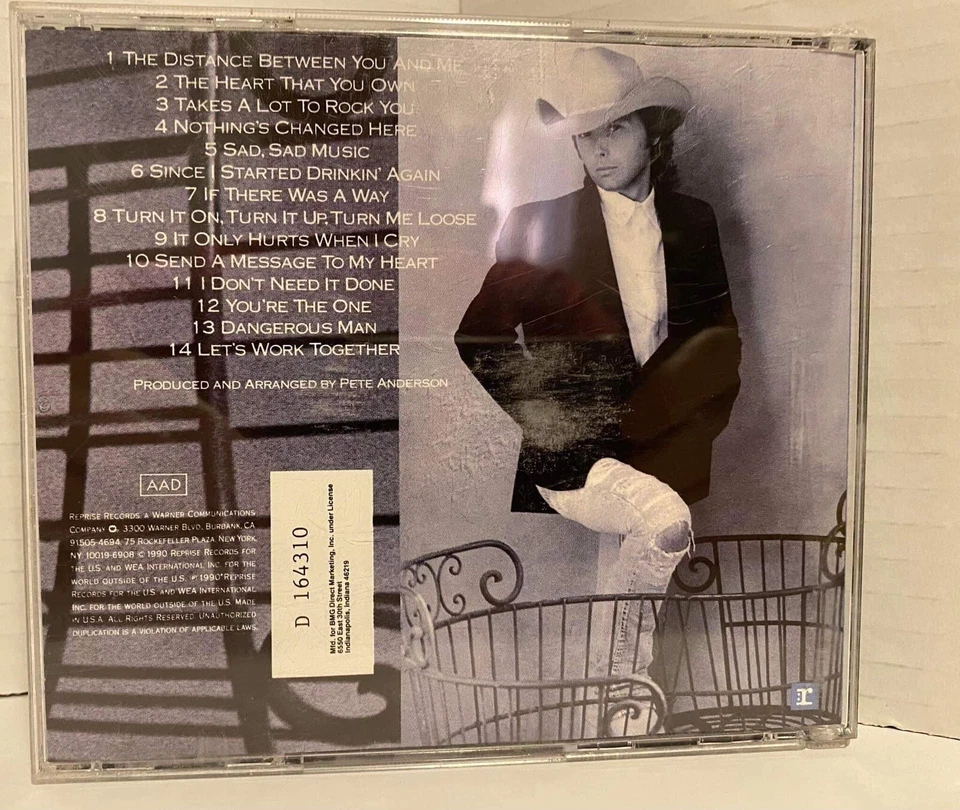 1 THE DISTANCE BETWEEN YOU AND ME
2 THE HEART THAT YOU OWN
3 TAKES A LOT TO ROCK YOU
4 NOTHING'S CHANGED HERE
5 SAD, SAD MUSIC
6 SINCE I STARTED DRINKIN' AGAIN
7 IF THERE WAS A WAY
8 TURN IT ON, TURN IT UP, TURN ME LOOSE
9 IT ONLY HURTS WHEN I CRY
10 SEND A MESSAGE TO MY HEART
11 I DON'T NEED IT DONE
12 YOU'RE THE ONE
13 DANGEROUS MAN
14 LET'S WORK TOGETHER
PRODUCED AND ARRANGED BY PETE ANDERSON
AAD
REPRISE RECORDS, A WARNER COMMUNICATIONS
COMPANY, 3300 WARNER BLVD., BURBANK, CA
91505-4694, 75 ROCKEFELLER PLAZA, NEW YORK,
NY 10019-6908 © 1990 REPRISE RECORDS FOR
THE U.S. AND WEA INTERNATIONAL INC. FOR THE
WORLD OUTSIDE OF THE U.S. ℗ 1990 REPRISE
RECORDS FOR THE U.S. AND WEA INTERNATIONAL
INC. FOR THE WORLD OUTSIDE OF THE U.S. MADE
IN U.S.A. ALL RIGHTS RESERVED. UNAUTHORIZED
DUPLICATION IS A VIOLATION OF APPLICABLE LAWS.
D 164310
Mfd. for BMG Direct Marketing, Inc. under License
6550 East 30th Street
Indianapolis, Indiana 46219
r